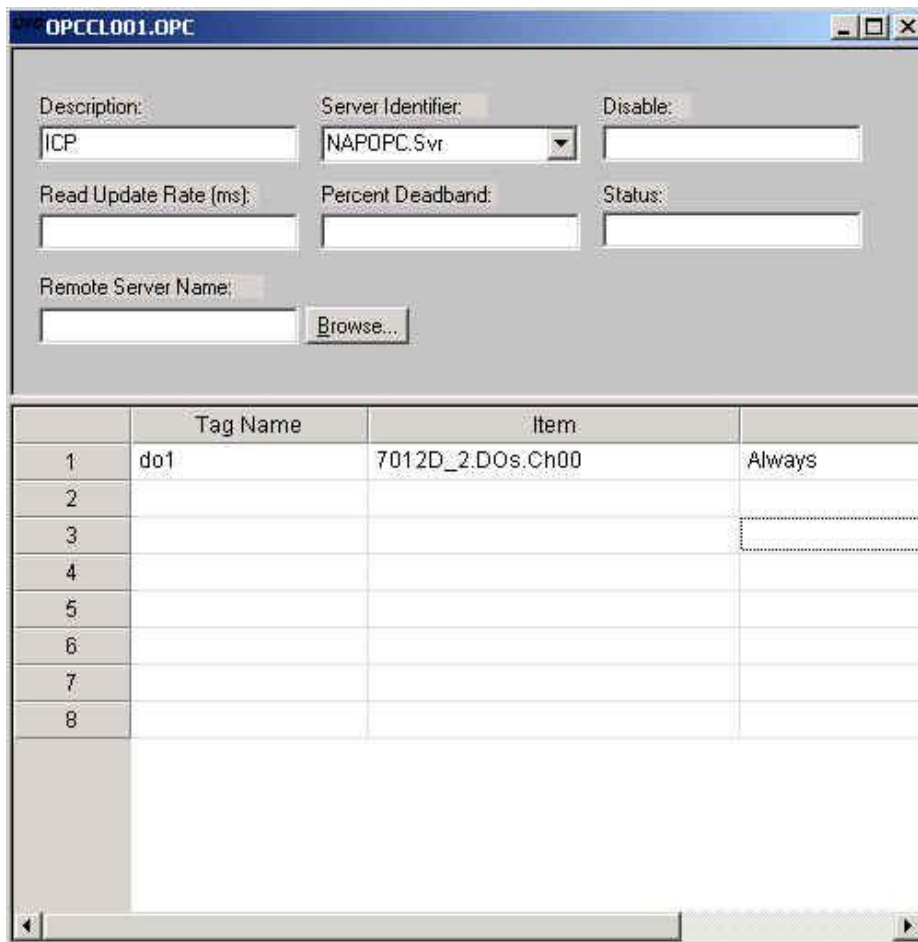 OPCCL001.OPC
Description: Server Identifier: Disable:
ICP NAPOPC.Svr
Read Update Rate (ms): Percent Deadband: Status:
Remote Server Name:
Browse...
Tag Name Item
1 do1 7012D_2.DOs.Ch00 Always
2
3
4
5
6
7
8